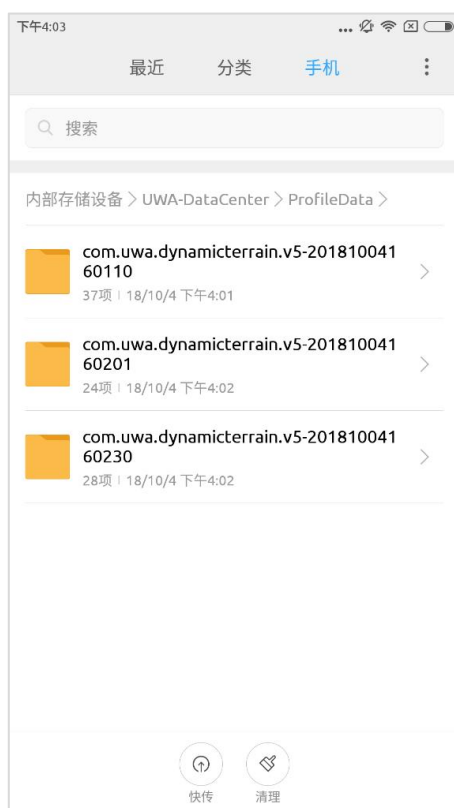 下午4:03 ...
最近 分类 手机
搜索
内部存储设备 > UWA-DataCenter > ProfileData >
com.uwa.dynamicterrain.v5-201810041
60110
37项 | 18/10/4 下午4:01
com.uwa.dynamicterrain.v5-201810041
60201
24项 | 18/10/4 下午4:02
com.uwa.dynamicterrain.v5-201810041
60230
28项 | 18/10/4 下午4:02
快传 清理